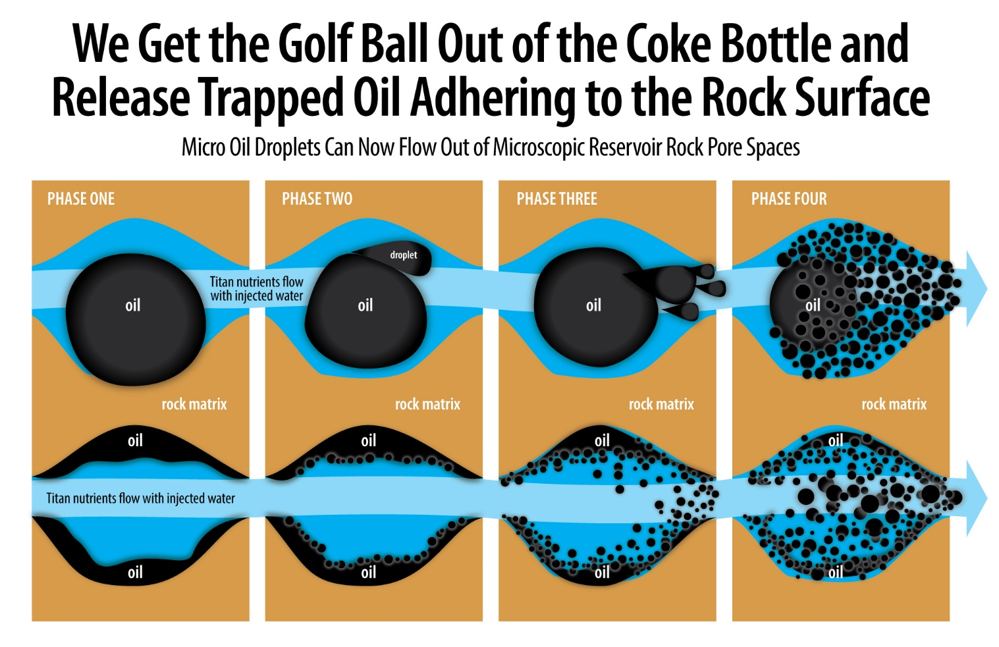 We Get the Golf Ball Out of the Coke Bottle and
Release Trapped Oil Adhering to the Rock Surface
Micro Oil Droplets Can Now Flow Out of Microscopic Reservoir Rock Pore Spaces
PHASE ONE
PHASE TWO
PHASE THREE
PHASE FOUR
droplet
Titan nutrients flow
with injected water
oil
oil
oil
oil
rock matrix
rock matrix
rock matrix
rock matrix
oil
oil
oil
oil
Titan nutrients flow with injected water
oil
oil
oil
oil